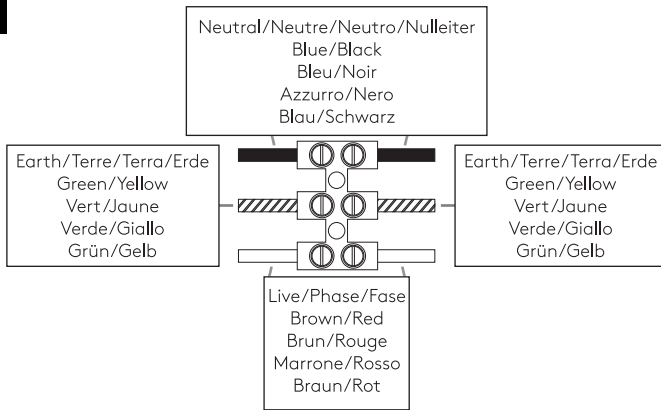 Neutral/Neutre/Neutro/Nulleiter
Blue/Black
Bleu/Noir
Azzurro/Nero
Blau/Schwarz
Earth/Terre/Terra/Erde
Green/Yellow
Vert/Jaune
Verde/Giallo
Grün/Gelb
Earth/Terre/Terra/Erde
Green/Yellow
Vert/Jaune
Verde/Giallo
Grün/Gelb
Live/Phase/Fase
Brown/Red
Brun/Rouge
Marrone/Rosso
Braun/Rot